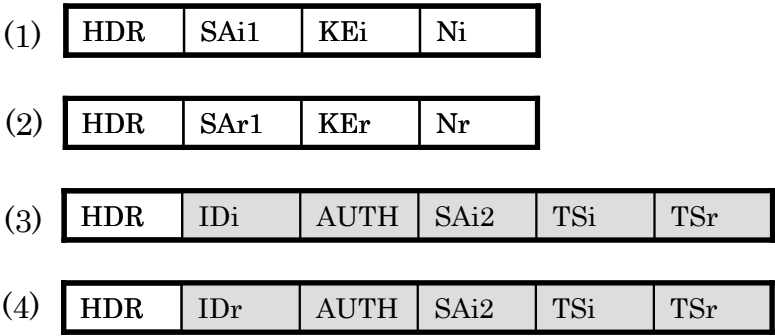 (1) HDR SAi1 KEi Ni
(2) HDR SAr1 KEr Nr
(3) HDR IDi AUTH SAi2 TSi TSr
(4) HDR IDr AUTH SAi2 TSi TSr